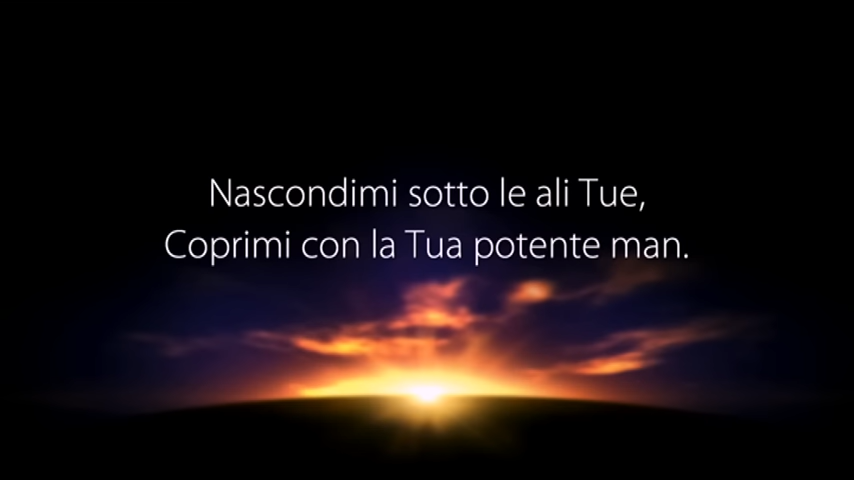 Nascondimi sotto le ali Tue,
Coprimi con la Tua potente man.